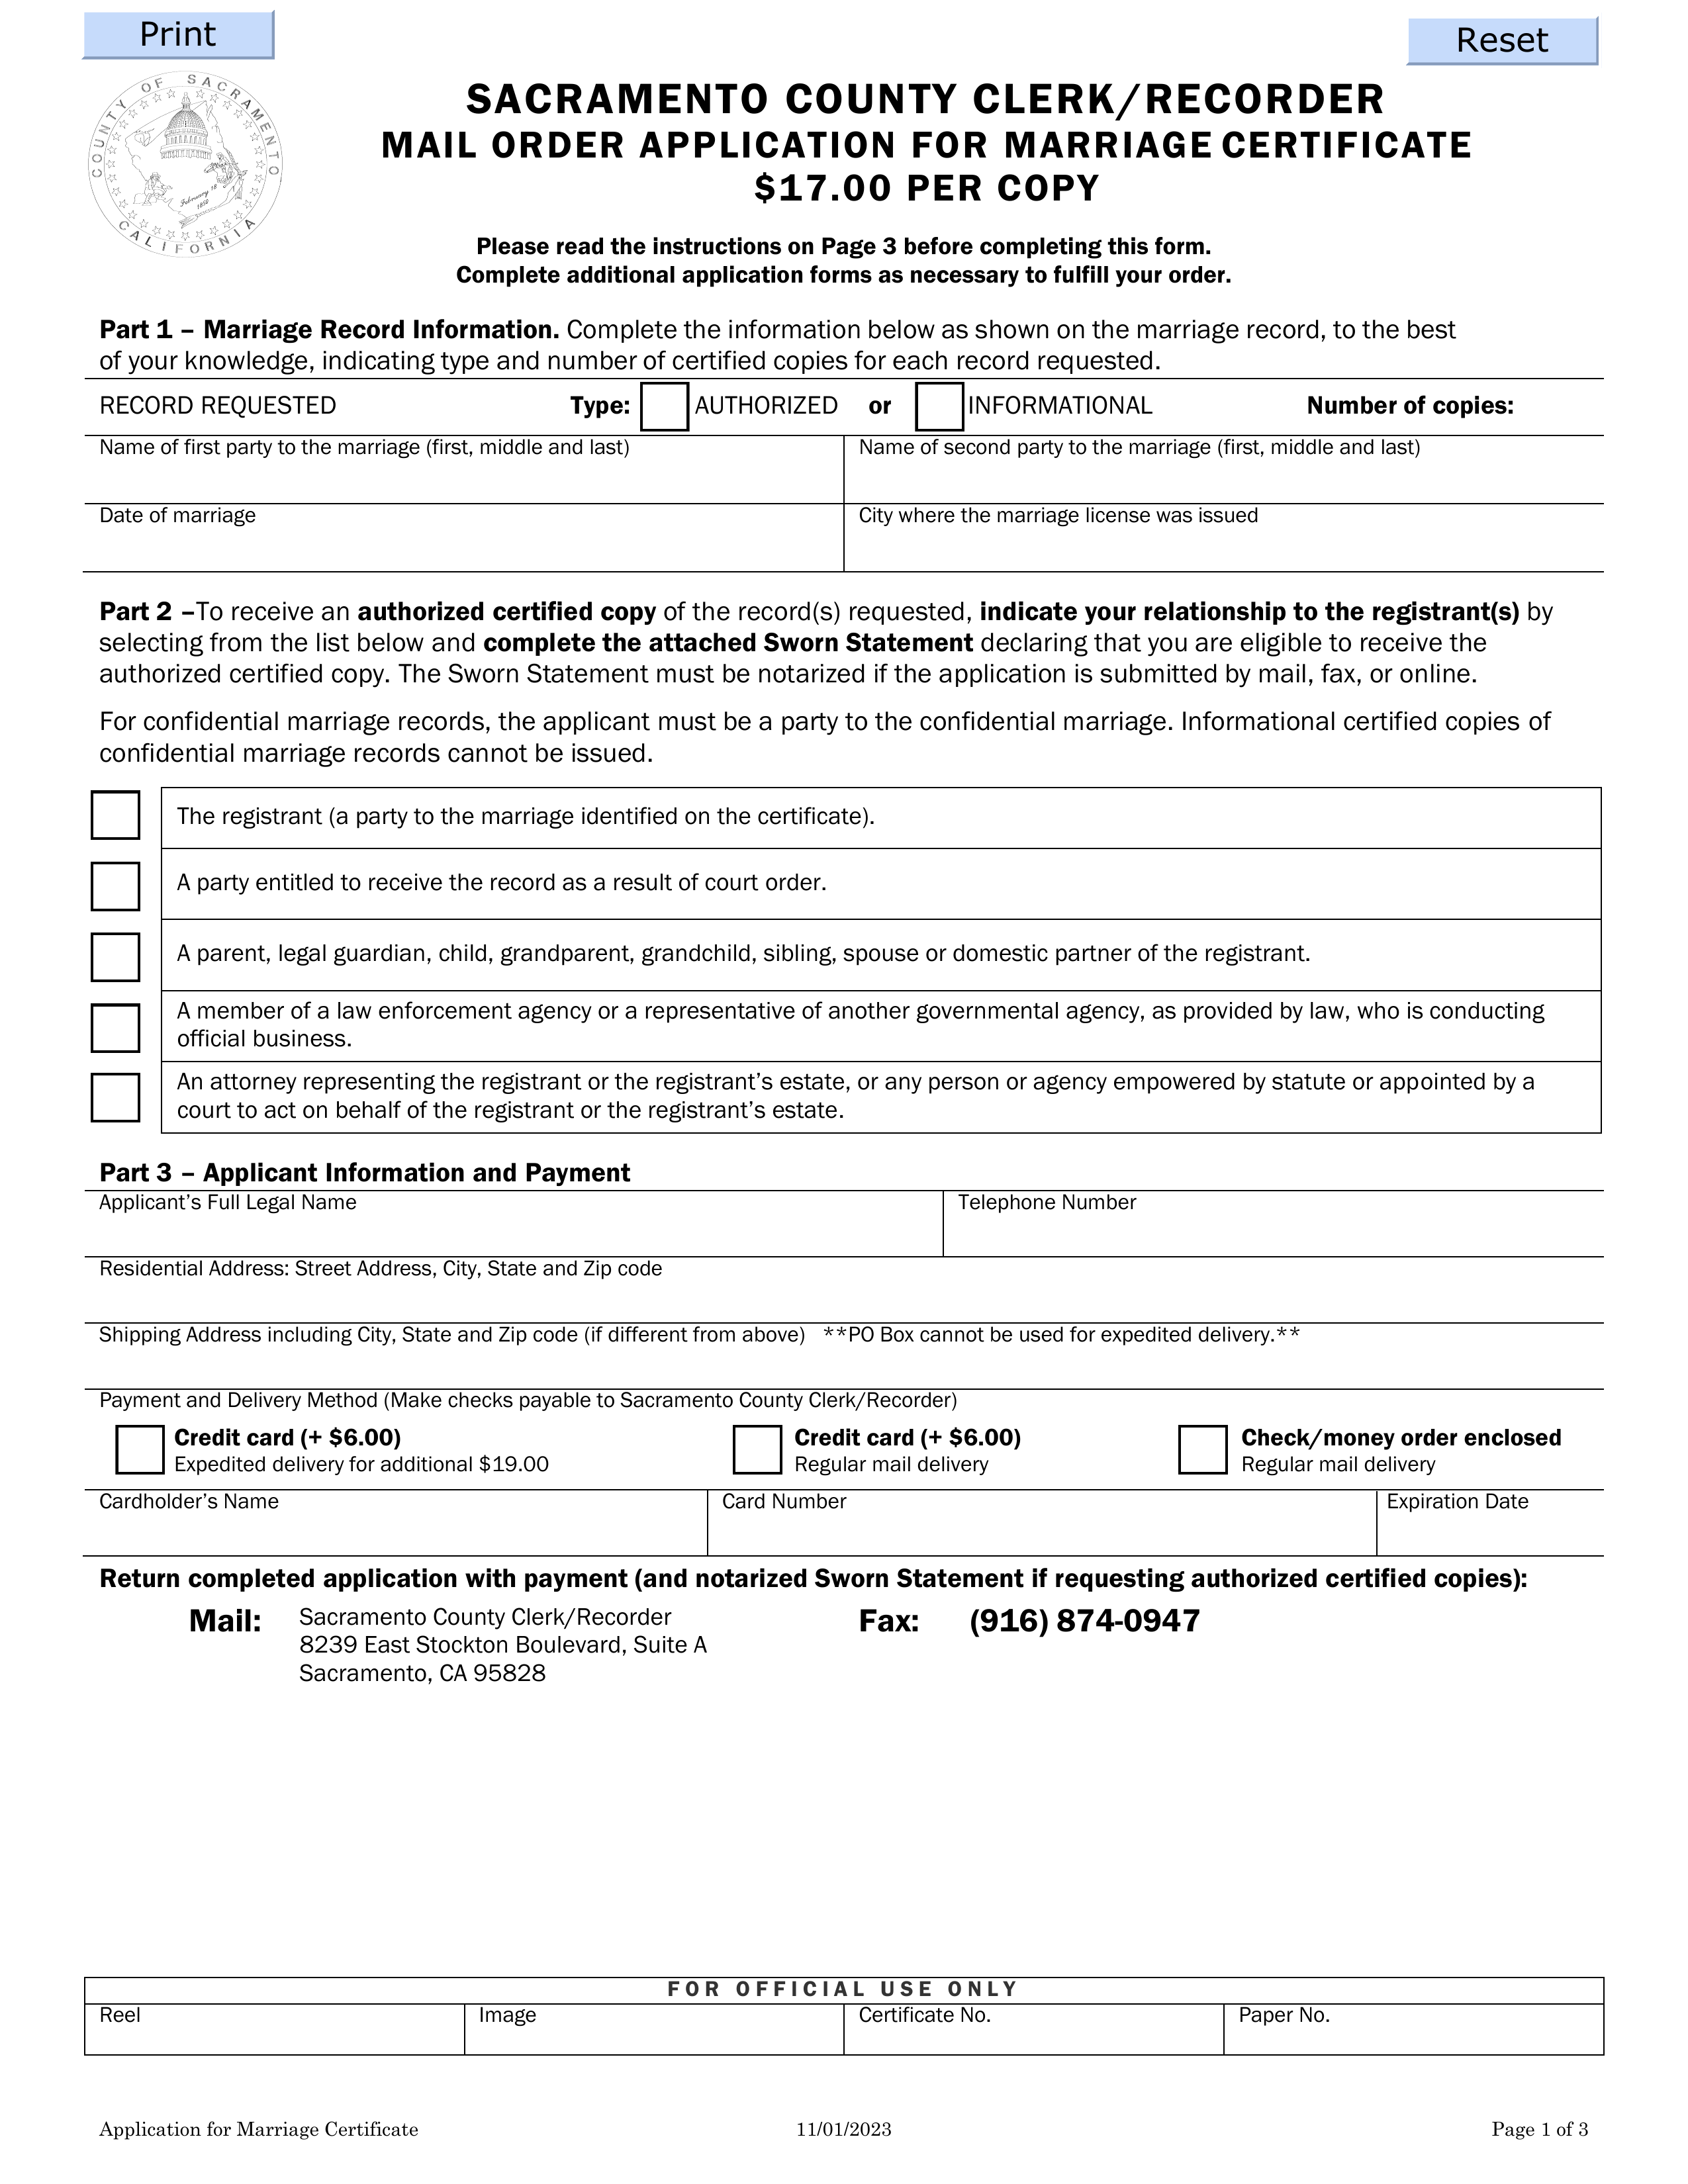 Print
Reset
COUNTY OF SACRAMENTO
CALIFORNIA
February 18
1850
SACRAMENTO COUNTY CLERK/RECORDER
MAIL ORDER APPLICATION FOR MARRIAGE CERTIFICATE
$17.00 PER COPY
Please read the instructions on Page 3 before completing this form.
Complete additional application forms as necessary to fulfill your order.
Part 1 – Marriage Record Information. Complete the information below as shown on the marriage record, to the best
of your knowledge, indicating type and number of certified copies for each record requested.
RECORD REQUESTED Type: AUTHORIZED or INFORMATIONAL Number of copies:
Name of first party to the marriage (first, middle and last) Name of second party to the marriage (first, middle and last)
Date of marriage City where the marriage license was issued
Part 2 –To receive an authorized certified copy of the record(s) requested, indicate your relationship to the registrant(s) by
selecting from the list below and complete the attached Sworn Statement declaring that you are eligible to receive the
authorized certified copy. The Sworn Statement must be notarized if the application is submitted by mail, fax, or online.
For confidential marriage records, the applicant must be a party to the confidential marriage. Informational certified copies of
confidential marriage records cannot be issued.
The registrant (a party to the marriage identified on the certificate).
A party entitled to receive the record as a result of court order.
A parent, legal guardian, child, grandparent, grandchild, sibling, spouse or domestic partner of the registrant.
A member of a law enforcement agency or a representative of another governmental agency, as provided by law, who is conducting
official business.
An attorney representing the registrant or the registrant’s estate, or any person or agency empowered by statute or appointed by a
court to act on behalf of the registrant or the registrant’s estate.
Part 3 – Applicant Information and Payment
Applicant’s Full Legal Name Telephone Number
Residential Address: Street Address, City, State and Zip code
Shipping Address including City, State and Zip code (if different from above) **PO Box cannot be used for expedited delivery.**
Payment and Delivery Method (Make checks payable to Sacramento County Clerk/Recorder)
Credit card (+ $6.00) Credit card (+ $6.00) Check/money order enclosed
Expedited delivery for additional $19.00 Regular mail delivery Regular mail delivery
Cardholder’s Name Card Number Expiration Date
Return completed application with payment (and notarized Sworn Statement if requesting authorized certified copies):
Mail: Sacramento County Clerk/Recorder Fax: (916) 874-0947
8239 East Stockton Boulevard, Suite A
Sacramento, CA 95828
FOR OFFICIAL USE ONLY
Reel Image Certificate No. Paper No.
Application for Marriage Certificate 11/01/2023 Page 1 of 3